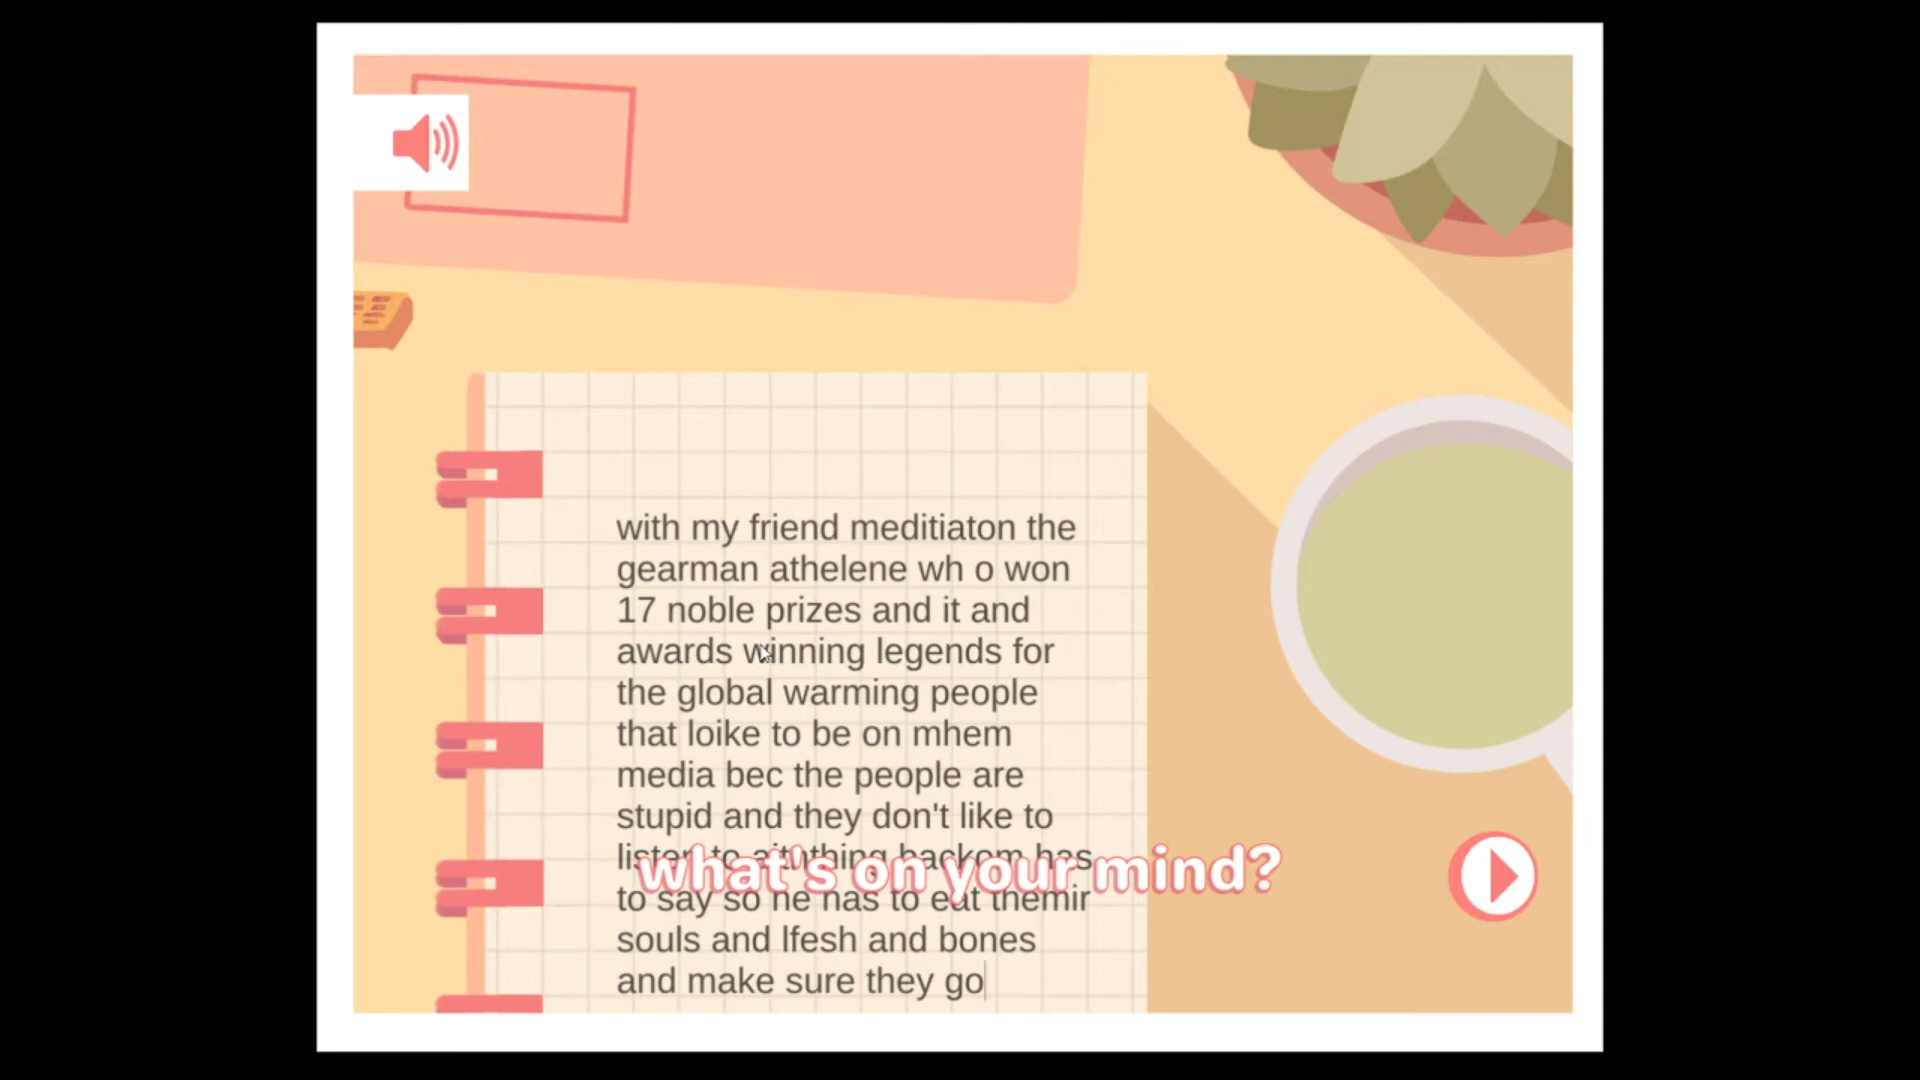 with my friend meditiaton the
gearman athelene wh o won
17 noble prizes and it and
awards winning legends for
the global warming people
that loike to be on mhem
media bec the people are
stupid and they don't like to
listen to has
what's on your mind?
to say so he has to eat themir
souls and lfesh and bones
and make sure they go